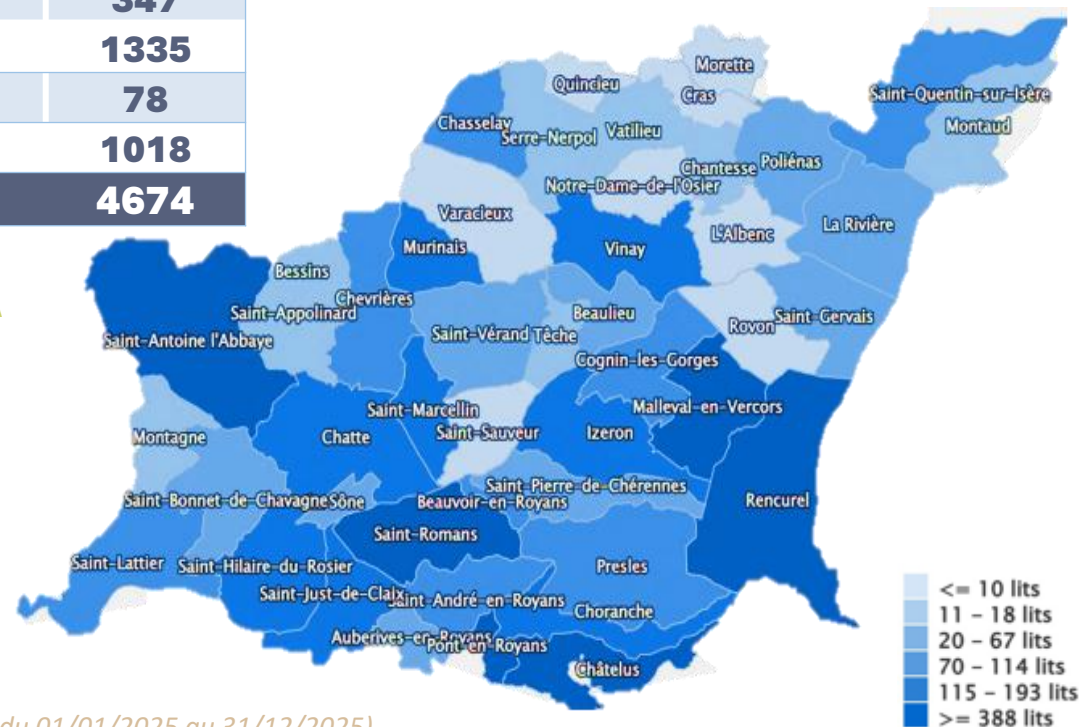 347
1335
78
1018
4674
Morette
Quincieu
Cras
Saint-Quentin-sur-Isère
Chasselay
Montaud
Serre-Nerpol
Vatilieu
Chantesse
Poliénas
Notre-Dame-de-l'Osier
Varacieux
La Rivière
L'Albenc
Murinais
Vinay
Bessins
Chevrières
Saint-Appolinard
Beaulieu
Rovon
Saint-Gervais
Saint-Antoine l'Abbaye
Saint-Vérand
Têche
Cognin-les-Gorges
Saint-Marcellin
Malleval-en-Vercors
Montagne
Chatte
Saint-Sauveur
Izeron
Saint-Pierre-de-Chérennes
Saint-Bonnet-de-Chavagne
Sône
Beauvoir-en-Royans
Rencurel
Saint-Romans
Saint-Lattier
Saint-Hilaire-du-Rosier
Presles
Saint-Just-de-Claix
Saint-André-en-Royans
Choranche
Auberives-en-Royans
Pont-en-Royans
Châtelus
<= 10 lits
11 - 18 lits
20 - 67 lits
70 - 114 lits
115 - 193 lits
>= 388 lits
du 01/01/2025 au 31/12/2025)